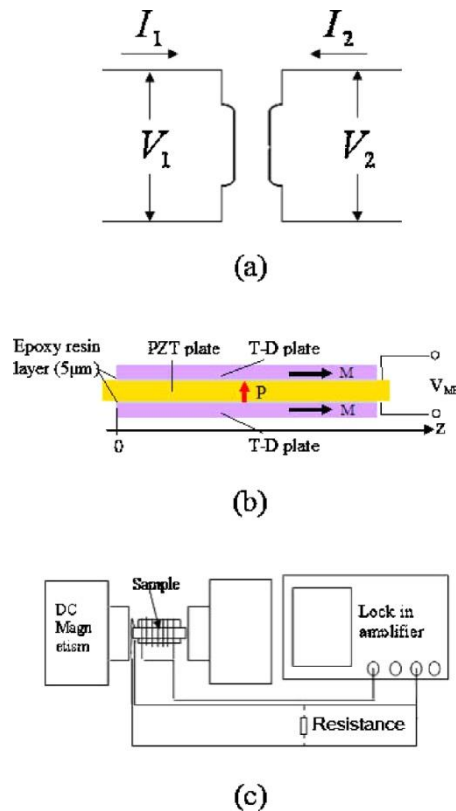 I₁ I₂
V₁ V₂
(a)
Epoxy resin
layer (5μm)
PZT plate
T-D plate
M
P
V_ME
M
0
T-D plate
z
(b)
Sample
DC
Magn
etism
Lock in
amplifier
Resistance
(c)